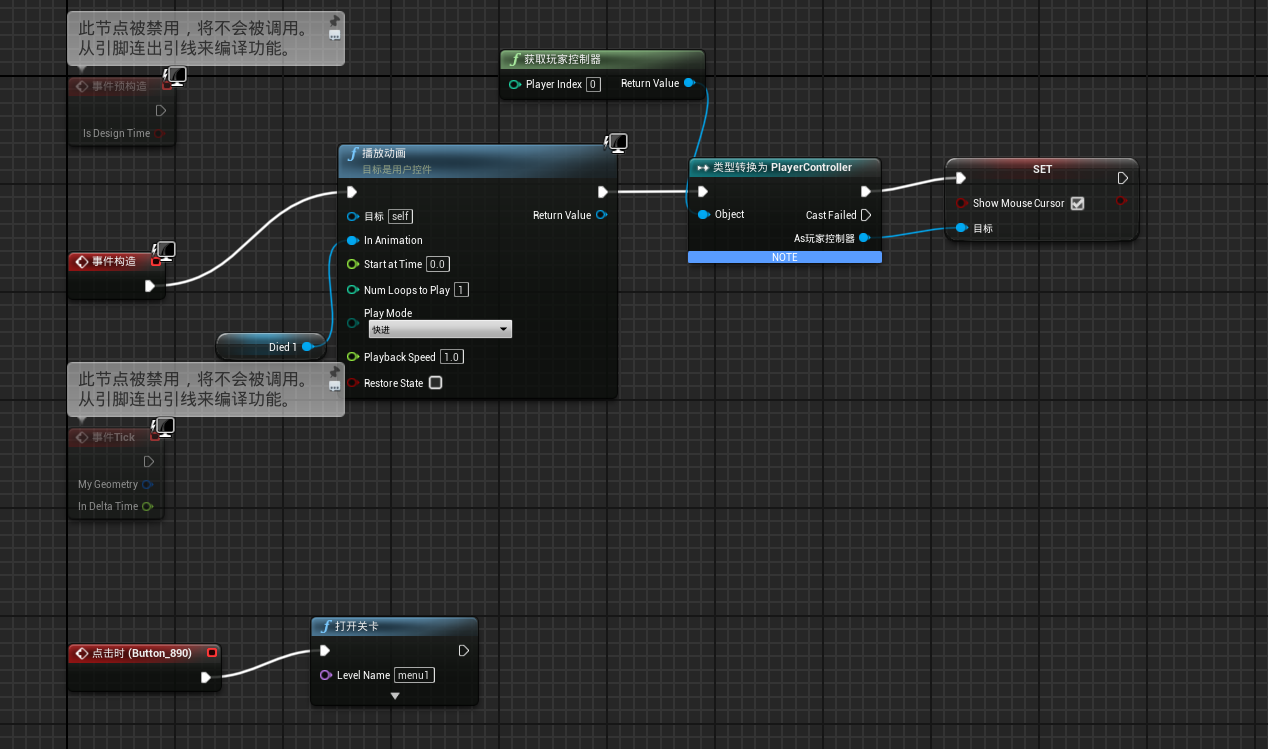 此节点被禁用，将不会被调用。
从引脚连出引线来编译功能。
事件预构造
Is Design Time
获取玩家控制器
Player Index 0 Return Value
播放动画
目标是用户控件
目标 self Return Value
In Animation
Start at Time 0.0
Num Loops to Play 1
Play Mode
快进
Playback Speed 1.0
Restore State
类型转换为 PlayerController
Object Cast Failed
As玩家控制器
NOTE
SET
Show Mouse Cursor
目标
事件构造
Died 1
此节点被禁用，将不会被调用。
从引脚连出引线来编译功能。
事件Tick
My Geometry
In Delta Time
点击时 (Button_890)
打开关卡
Level Name menu1